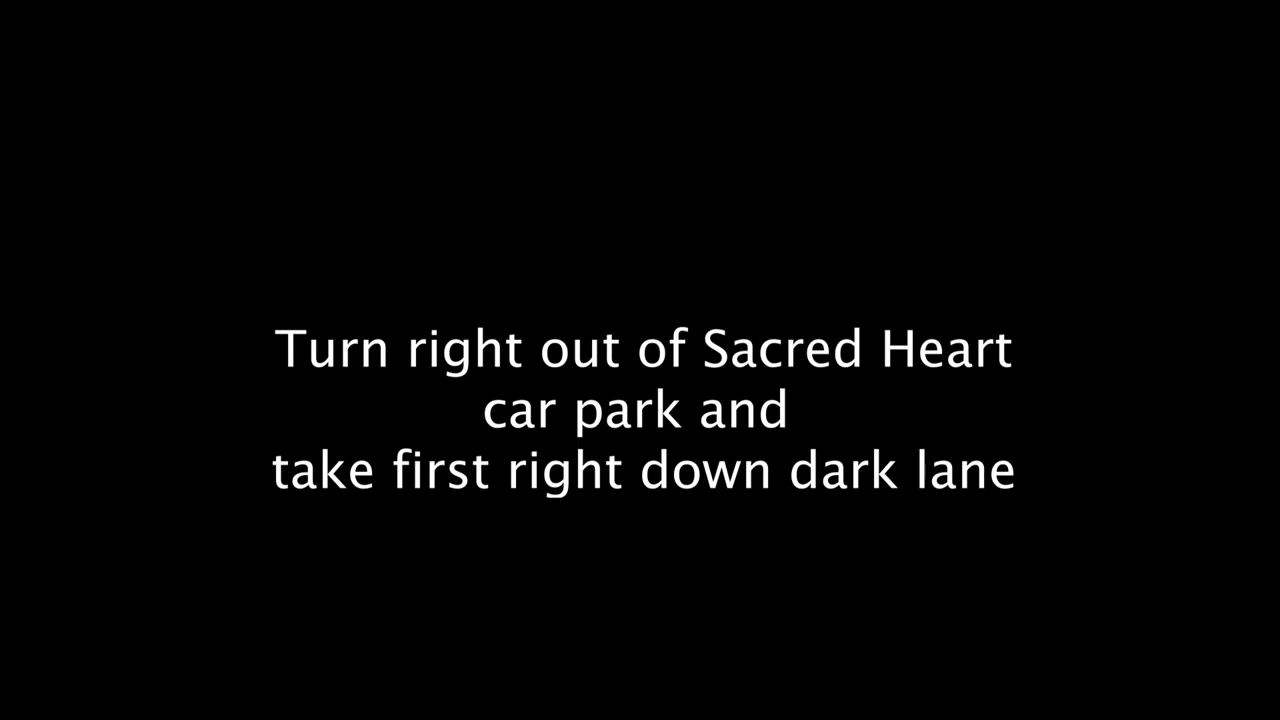 Turn right out of Sacred Heart
car park and
take first right down dark lane